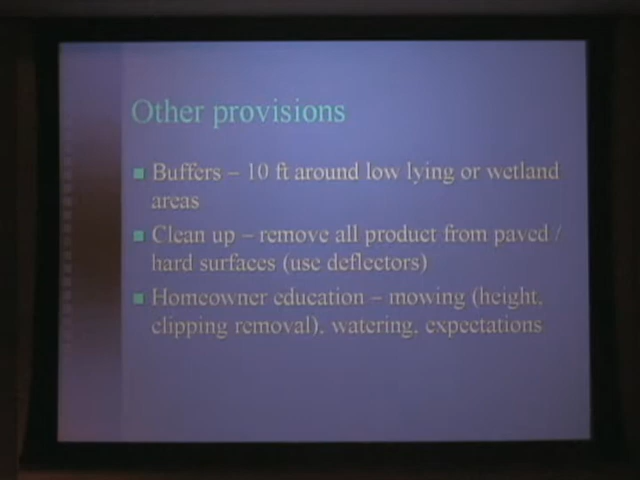 Other provisions
Buffers – 10 ft around low lying or wetland
areas
Clean up – remove all product from paved /
hard surfaces (use deflectors)
Homeowner education – mowing (height,
clipping removal), watering, expectations